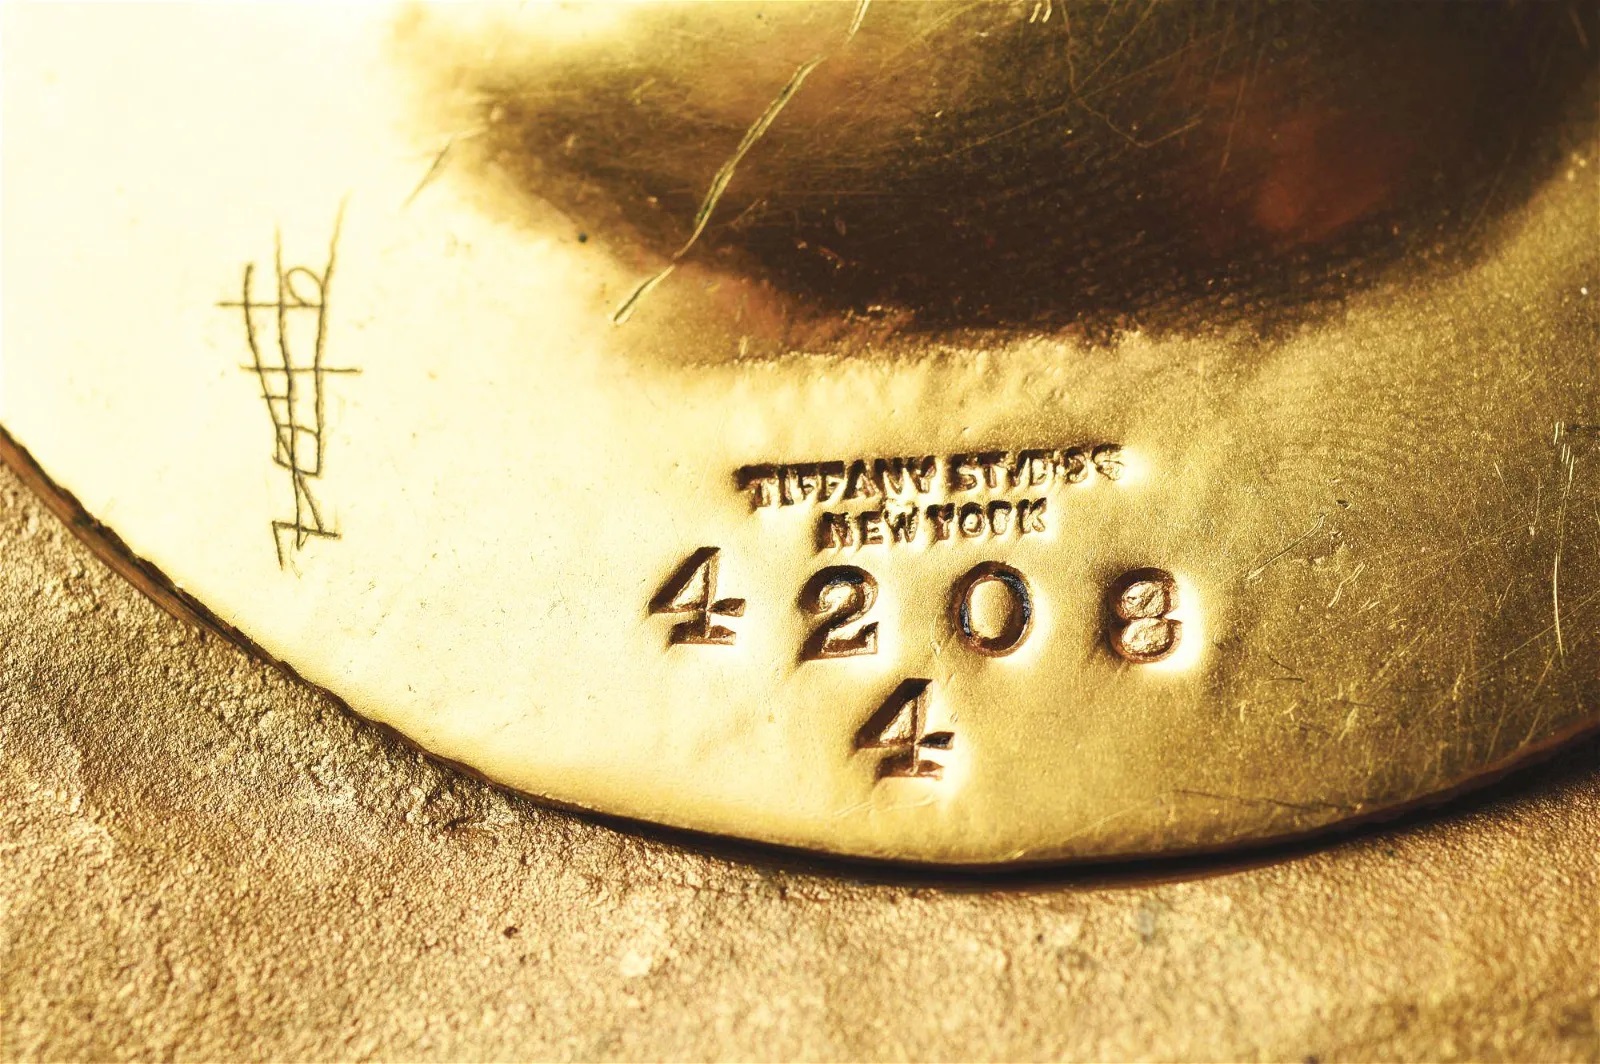 TIFFANY STUDIOS
NEW YORK
4208
4